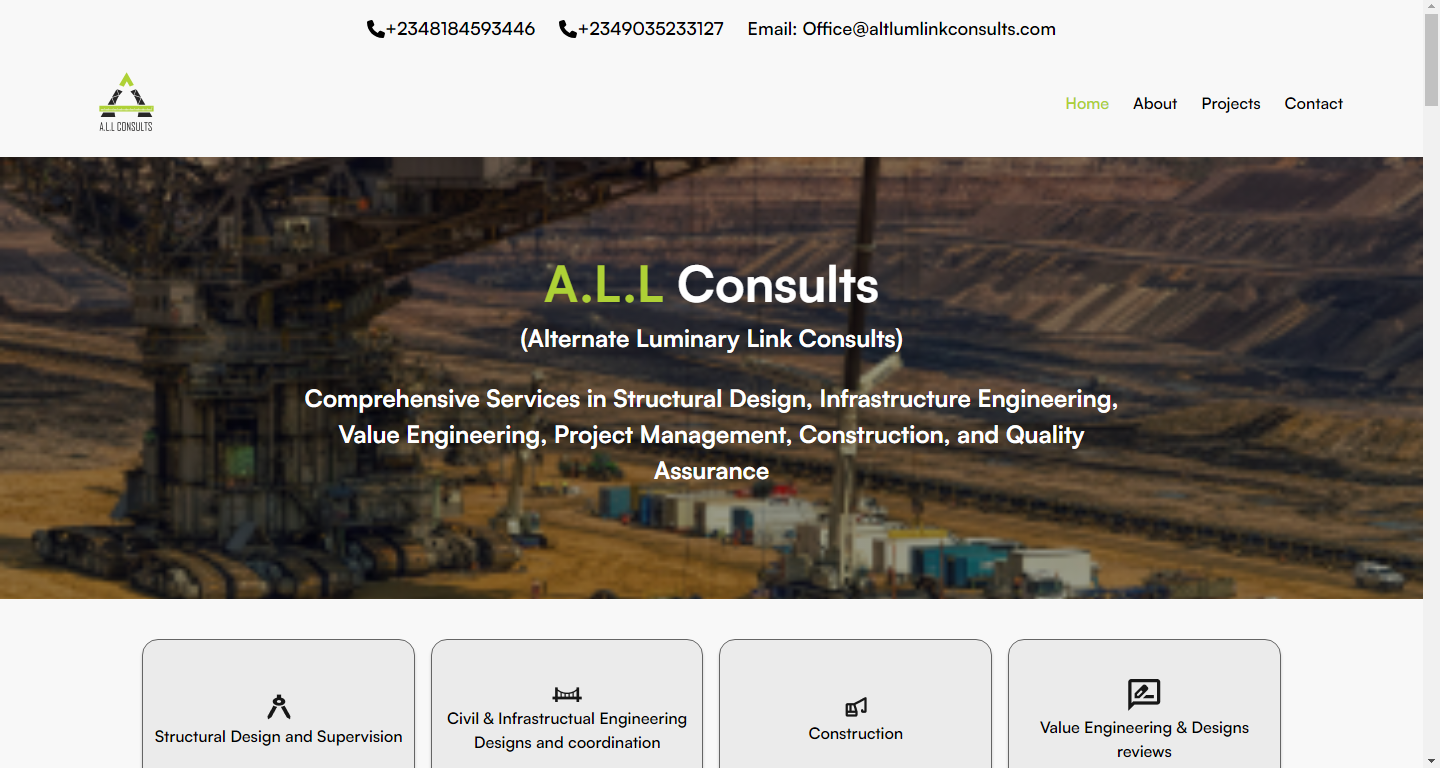 +2348184593446 +2349035233127 Email: Office@altlumlinkconsults.com
A.L.L CONSULTS
Home About Projects Contact
A.L.L Consults
(Alternate Luminary Link Consults)
Comprehensive Services in Structural Design, Infrastructure Engineering,
Value Engineering, Project Management, Construction, and Quality
Assurance
Structural Design and Supervision
Civil & Infrastructual Engineering
Designs and coordination
Construction
Value Engineering & Designs
reviews